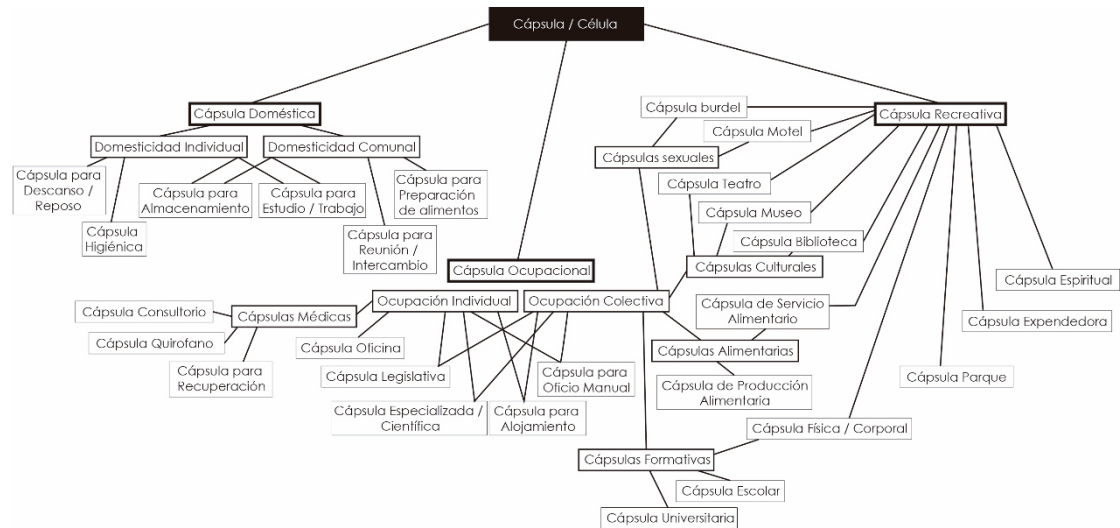 Cápsula / Célula
Cápsula Doméstica
Domesticidad Individual
Domesticidad Comunal
Cápsula para
Descanso /
Reposo
Cápsula
Higiénica
Cápsula para
Almacenamiento
Cápsula para
Estudio / Trabajo
Cápsula para
Preparación
de alimentos
Cápsula para
Reunión /
Intercambio
Cápsula Ocupacional
Ocupación Individual
Ocupación Colectiva
Cápsulas Médicas
Cápsula Consultorio
Cápsula Quirofano
Cápsula para
Recuperación
Cápsula Oficina
Cápsula Legislativa
Cápsula Especializada /
Científica
Cápsula para
Alojamiento
Cápsula para
Oficio Manual
Cápsula Recreativa
Cápsula burdel
Cápsula Motel
Cápsulas sexuales
Cápsula Teatro
Cápsula Museo
Cápsula Biblioteca
Cápsulas Culturales
Cápsula de Servicio
Alimentario
Cápsulas Alimentarias
Cápsula de Producción
Alimentaria
Cápsula Espiritual
Cápsula Expendedora
Cápsula Parque
Cápsula Física / Corporal
Cápsulas Formativas
Cápsula Escolar
Cápsula Universitaria